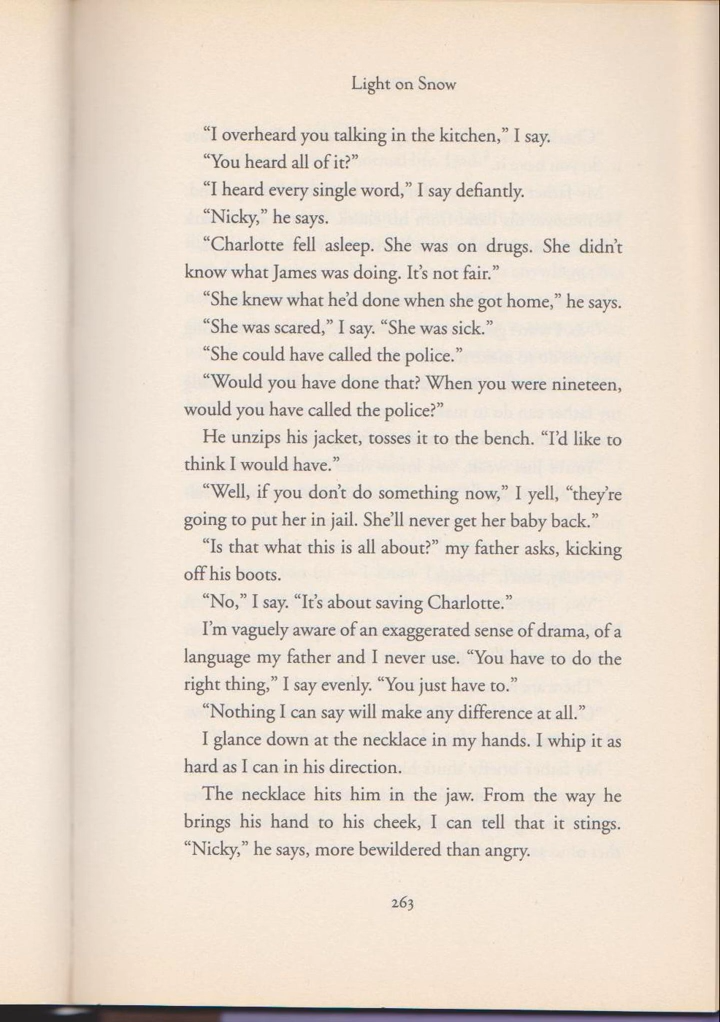 Light on Snow
“I overheard you talking in the kitchen,” I say.
“You heard all of it?”
“I heard every single word,” I say defiantly.
“Nicky,” he says.
“Charlotte fell asleep. She was on drugs. She didn’t
know what James was doing. It’s not fair.”
“She knew what he’d done when she got home,” he says.
“She was scared,” I say. “She was sick.”
“She could have called the police.”
“Would you have done that? When you were nineteen,
would you have called the police?”
He unzips his jacket, tosses it to the bench. “I’d like to
think I would have.”
“Well, if you don’t do something now,” I yell, “they’re
going to put her in jail. She’ll never get her baby back.”
“Is that what this is all about?” my father asks, kicking
off his boots.
“No,” I say. “It’s about saving Charlotte.”
I’m vaguely aware of an exaggerated sense of drama, of a
language my father and I never use. “You have to do the
right thing,” I say evenly. “You just have to.”
“Nothing I can say will make any difference at all.”
I glance down at the necklace in my hands. I whip it as
hard as I can in his direction.
The necklace hits him in the jaw. From the way he
brings his hand to his cheek, I can tell that it stings.
“Nicky,” he says, more bewildered than angry.
263